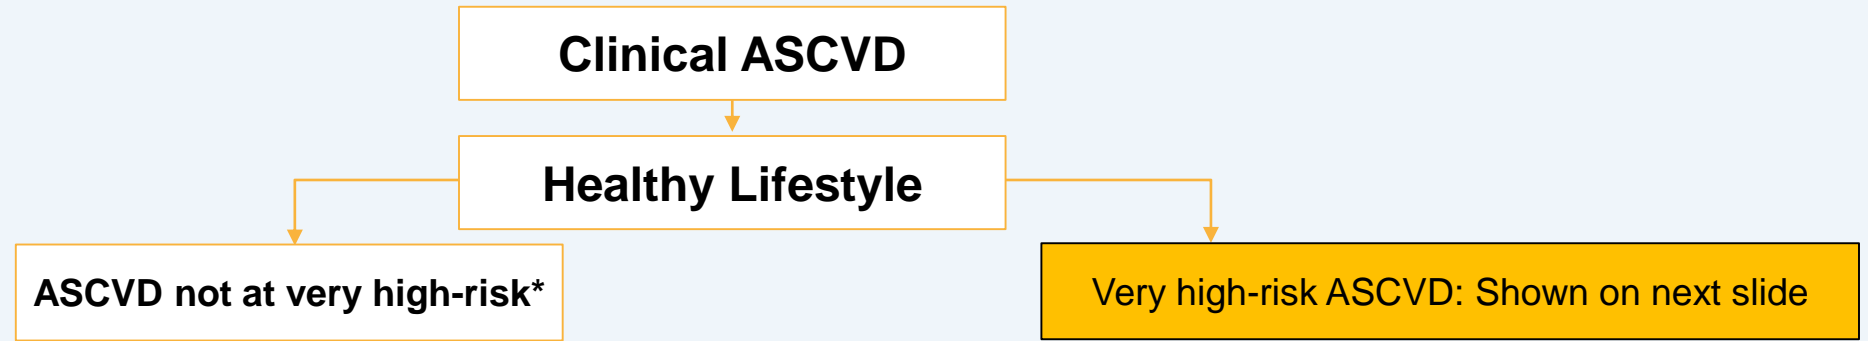 Clinical ASCVD
Healthy Lifestyle
ASCVD not at very high-risk*
Very high-risk ASCVD: Shown on next slide